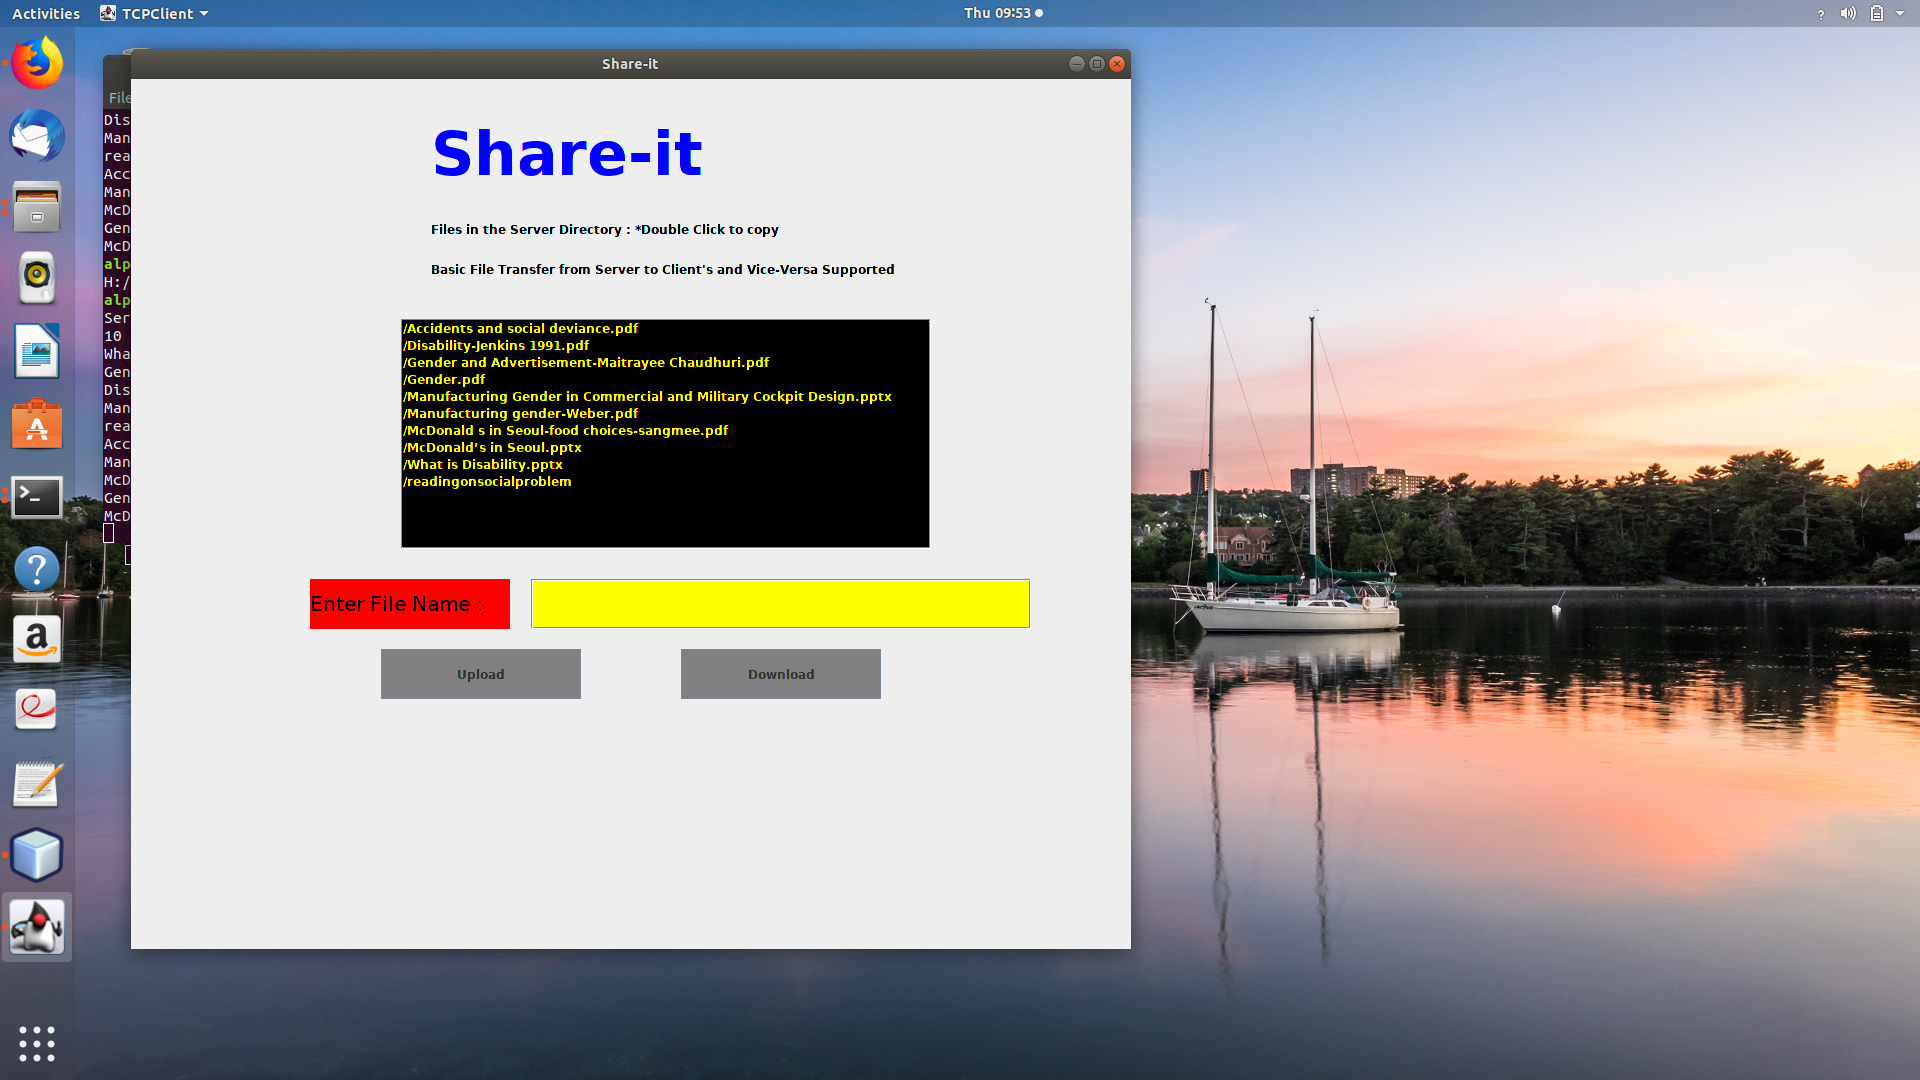 Activities TCPClient Thu 09:53
Share-it
File
Dis
Man
rea
Acc
Man
McD
Gen
McD
alp
H:/
alp
Ser
10
Wha
Gen
Dis
Man
rea
Acc
Man
McD
Gen
McD
Share-it
Files in the Server Directory : *Double Click to copy
Basic File Transfer from Server to Client's and Vice-Versa Supported
/Accidents and social deviance.pdf
/Disability-Jenkins 1991.pdf
/Gender and Advertisement-Maitrayee Chaudhuri.pdf
/Gender.pdf
/Manufacturing Gender in Commercial and Military Cockpit Design.pptx
/Manufacturing gender-Weber.pdf
/McDonald s in Seoul-food choices-sangmee.pdf
/McDonald’s in Seoul.pptx
/What is Disability.pptx
/readingonsocialproblem
Enter File Name :
Upload Download